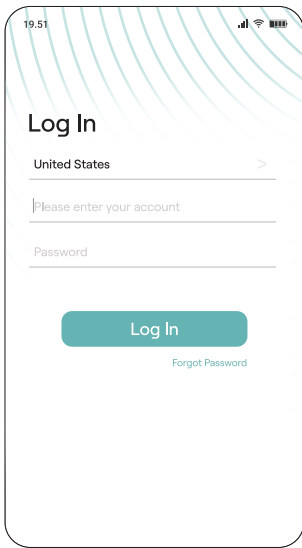 19.51
Log In
United States
>
Please enter your account
Password
Log In
Forgot Password